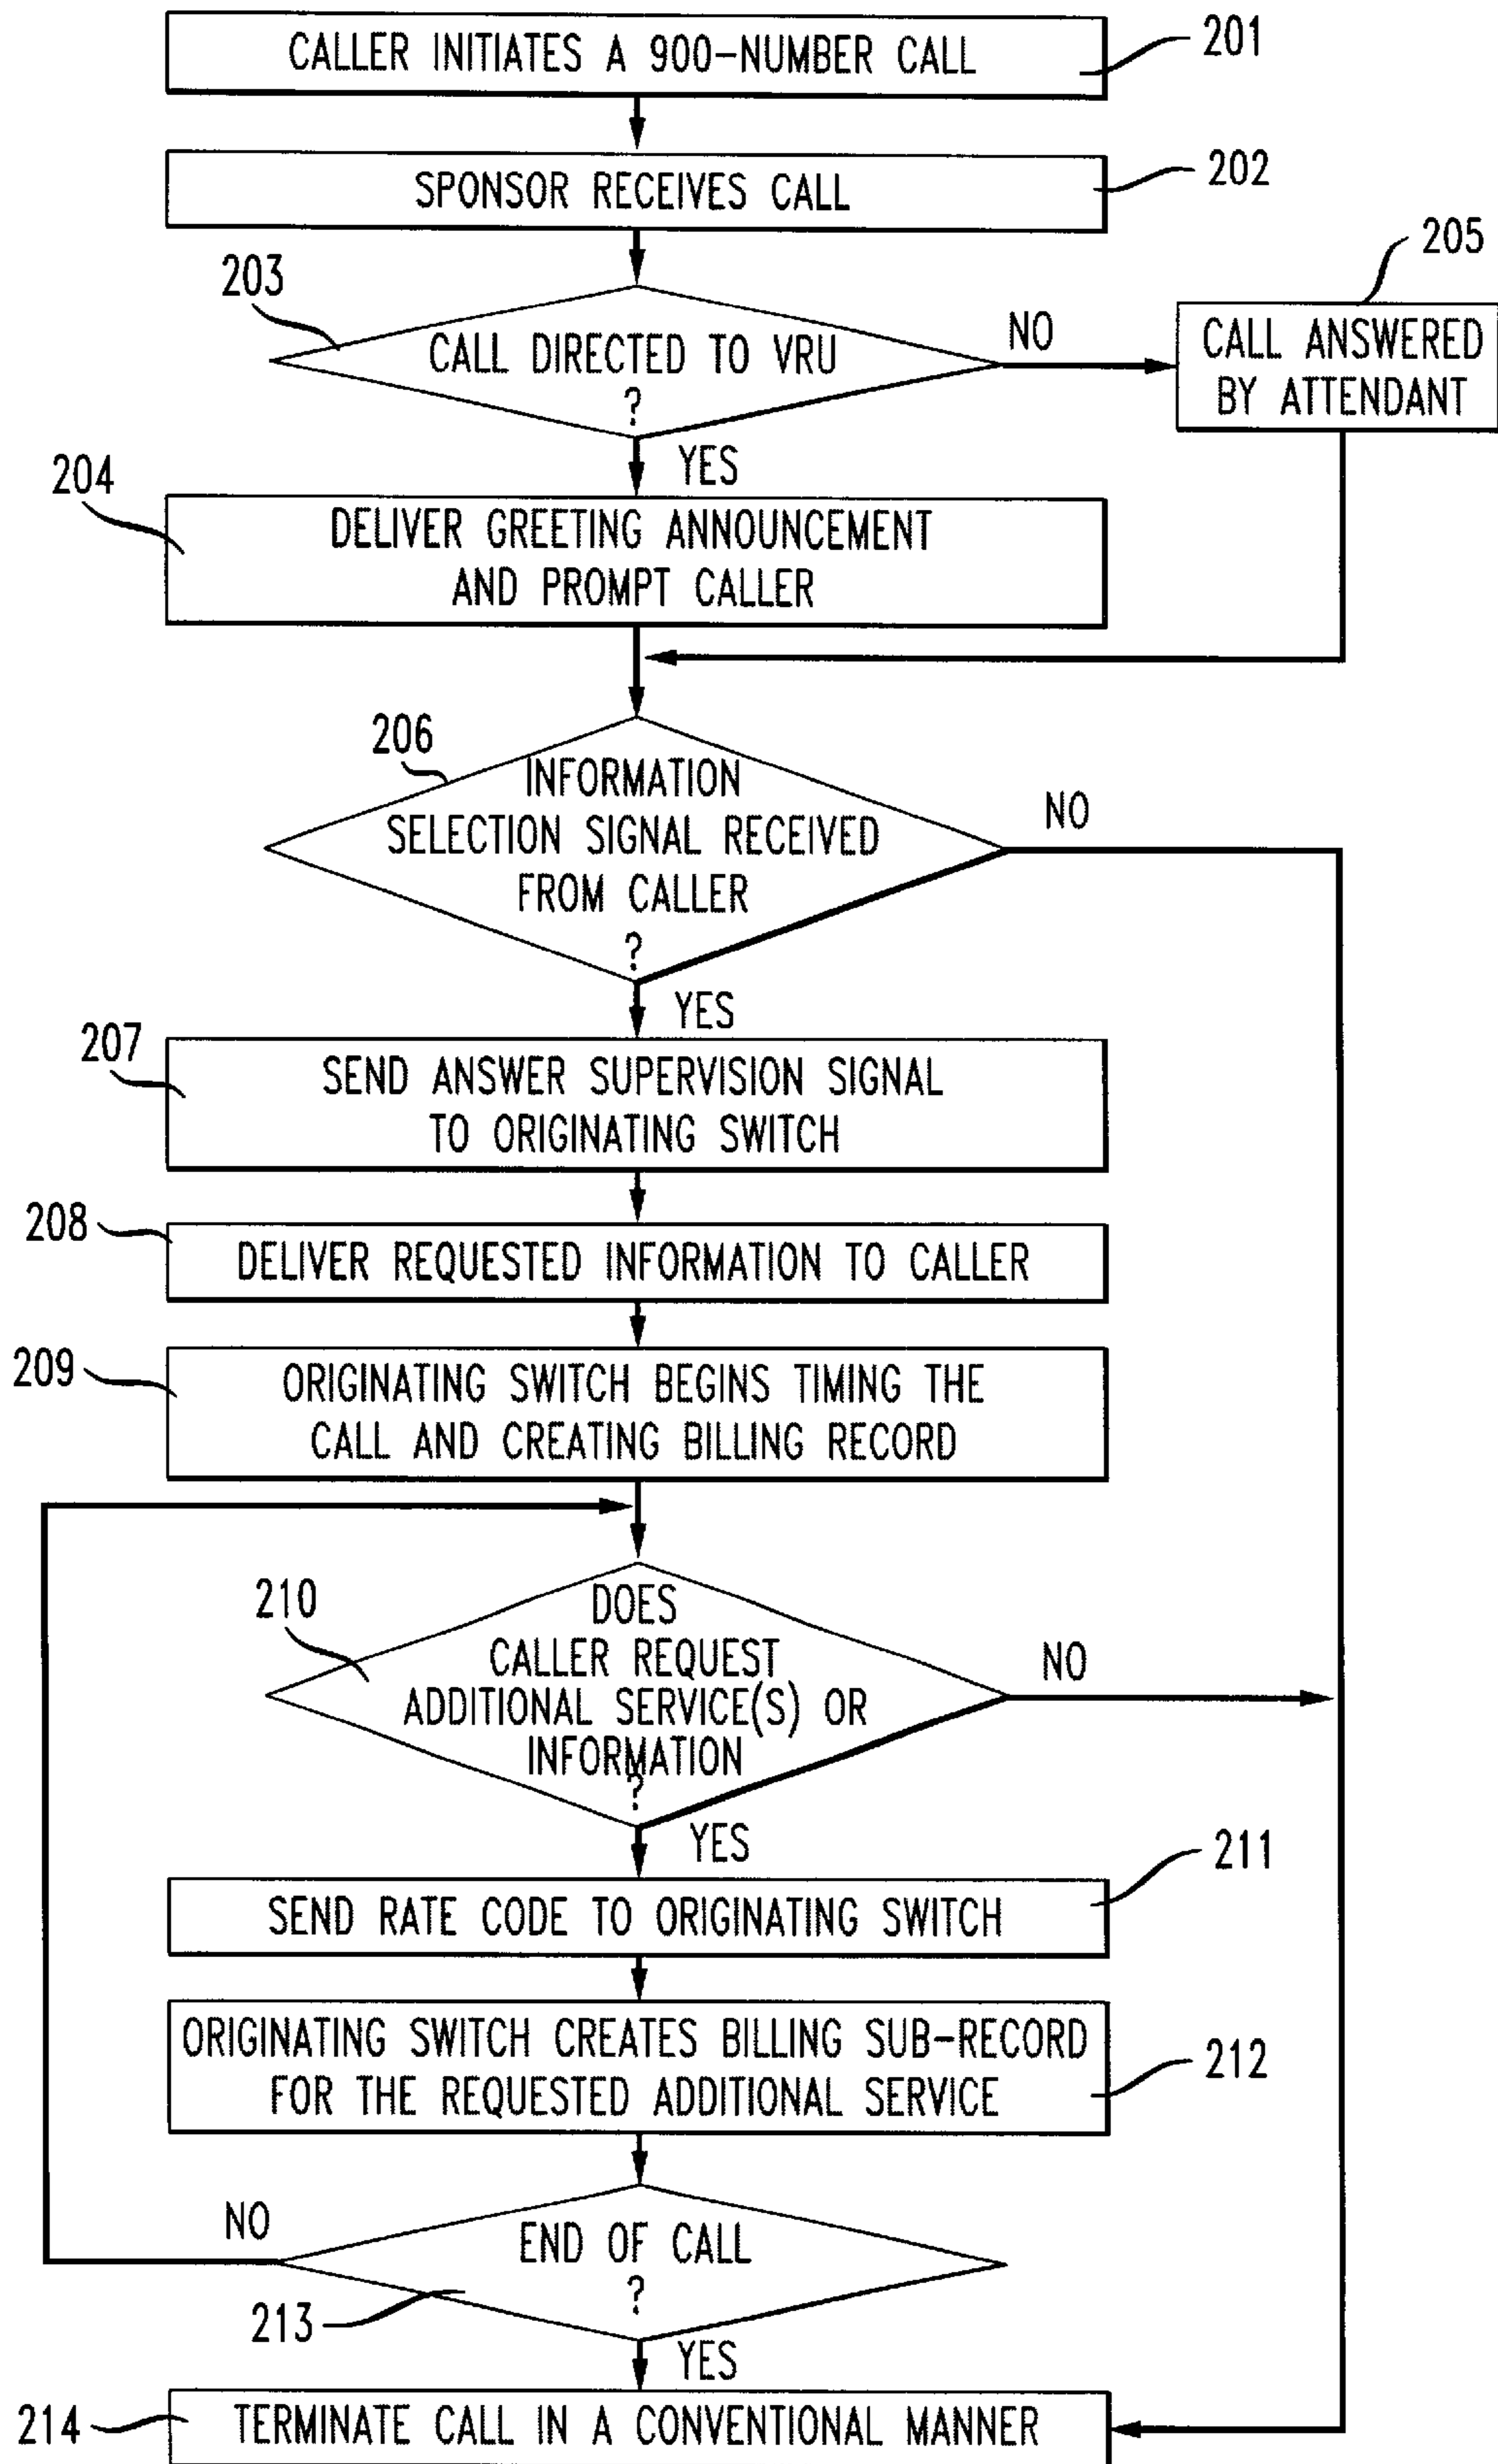 CALLER INITIATES A 900-NUMBER CALL
201
SPONSOR RECEIVES CALL
202
203
CALL DIRECTED TO VRU
?
NO
205
CALL ANSWERED
BY ATTENDANT
YES
204
DELIVER GREETING ANNOUNCEMENT
AND PROMPT CALLER
206
INFORMATION
SELECTION SIGNAL RECEIVED
FROM CALLER
?
NO
YES
207
SEND ANSWER SUPERVISION SIGNAL
TO ORIGINATING SWITCH
208
DELIVER REQUESTED INFORMATION TO CALLER
209
ORIGINATING SWITCH BEGINS TIMING THE
CALL AND CREATING BILLING RECORD
210
DOES
CALLER REQUEST
ADDITIONAL SERVICE(S) OR
INFORMATION
?
NO
YES
211
SEND RATE CODE TO ORIGINATING SWITCH
ORIGINATING SWITCH CREATES BILLING SUB-RECORD
FOR THE REQUESTED ADDITIONAL SERVICE
212
NO
END OF CALL
?
213
YES
214
TERMINATE CALL IN A CONVENTIONAL MANNER